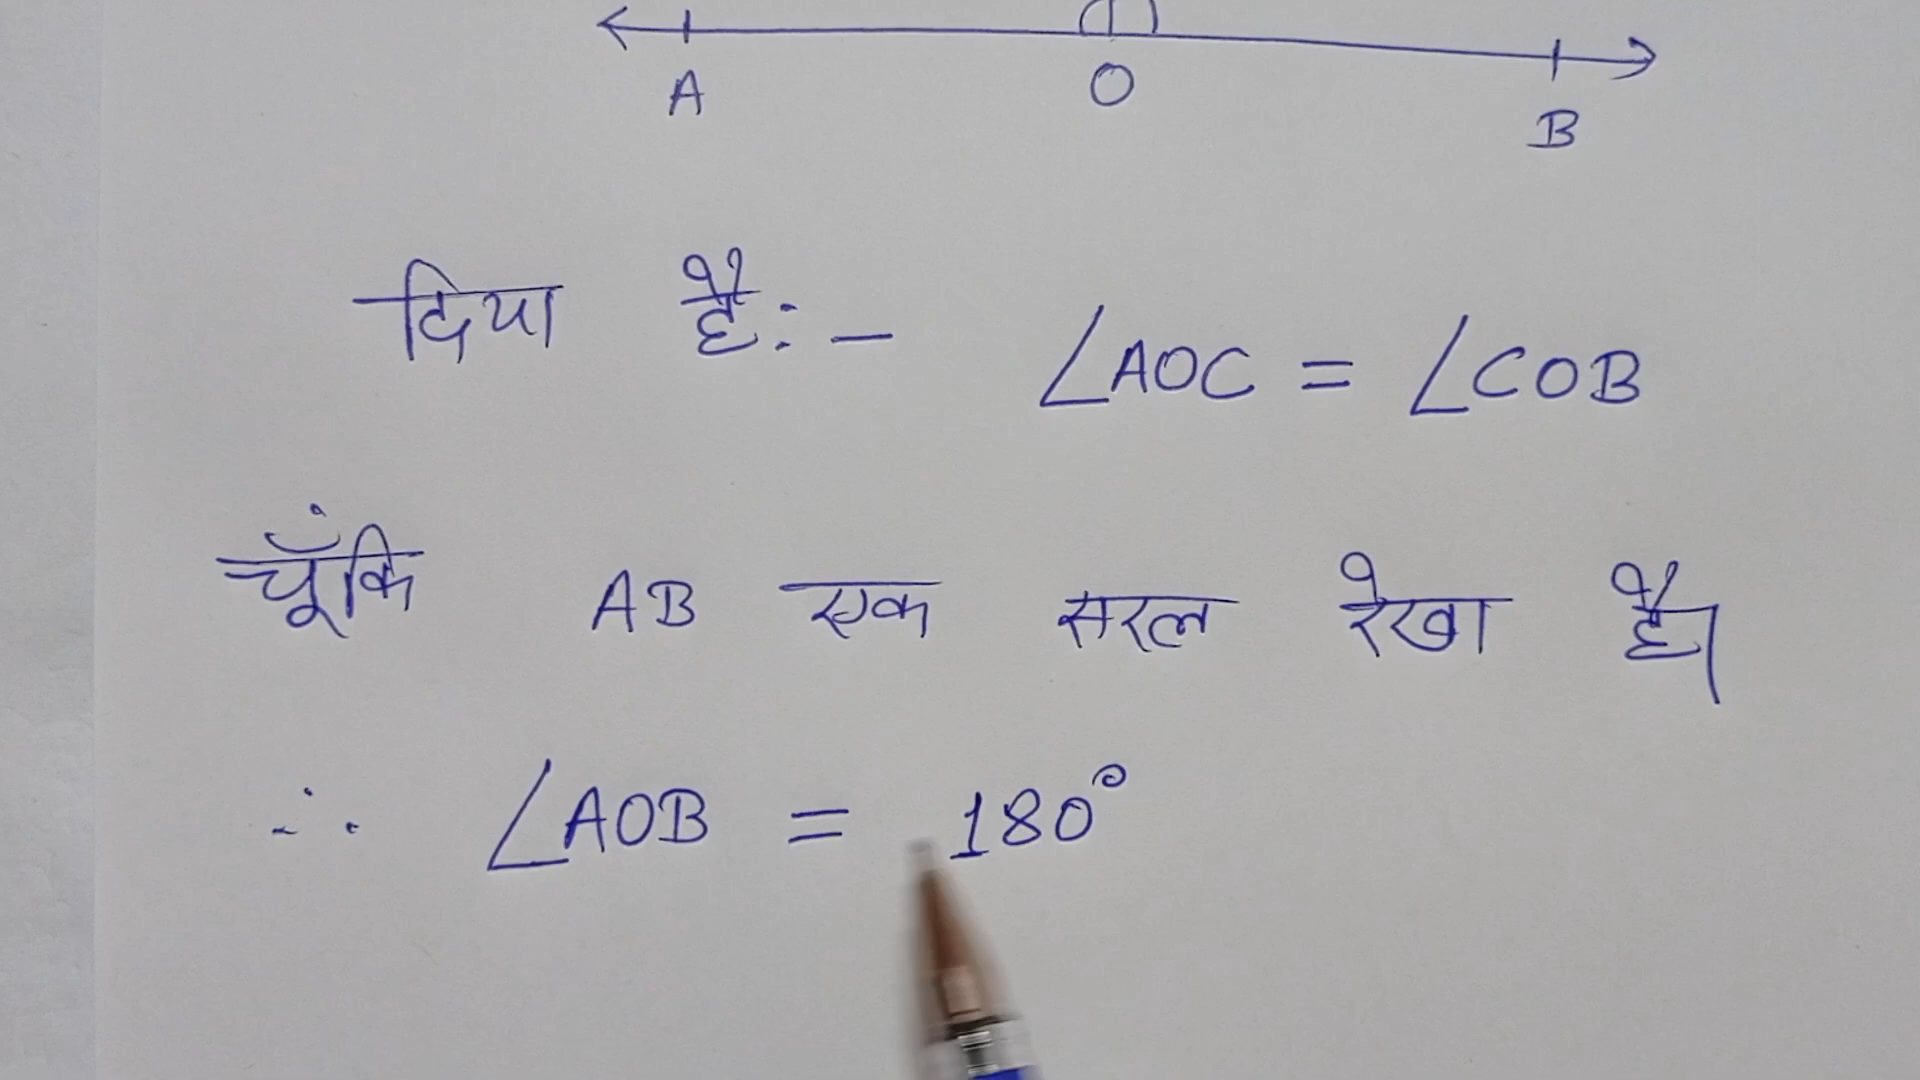 A O B
दिया है:- ∠AOC = ∠COB
चूँकि AB एक सरल रेखा है।
∴ ∠AOB = 180°